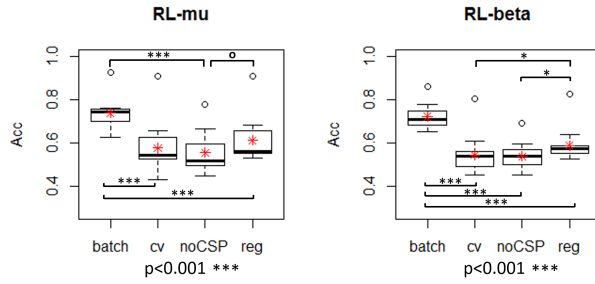 RL-mu
Acc
1.0
0.8
0.6
0.4
***
o
***
***
batch cv noCSP reg
p<0.001 ***
RL-beta
Acc
1.0
0.8
0.6
0.4
*
*
***
***
***
batch cv noCSP reg
p<0.001 ***